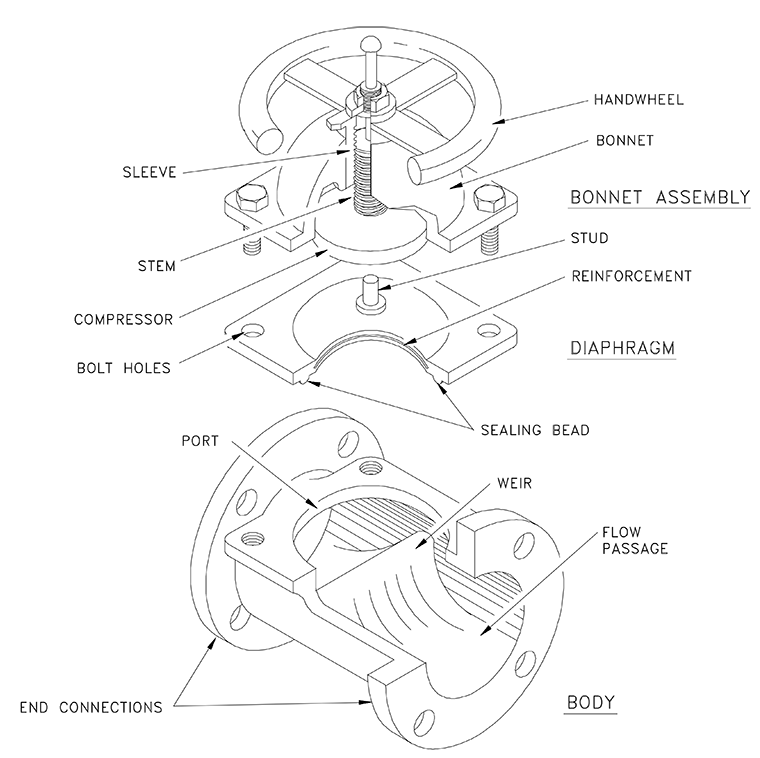 HANDWHEEL
BONNET
SLEEVE
BONNET ASSEMBLY
STUD
STEM
REINFORCEMENT
COMPRESSOR
DIAPHRAGM
BOLT HOLES
SEALING BEAD
PORT
WEIR
FLOW
PASSAGE
END CONNECTIONS
BODY